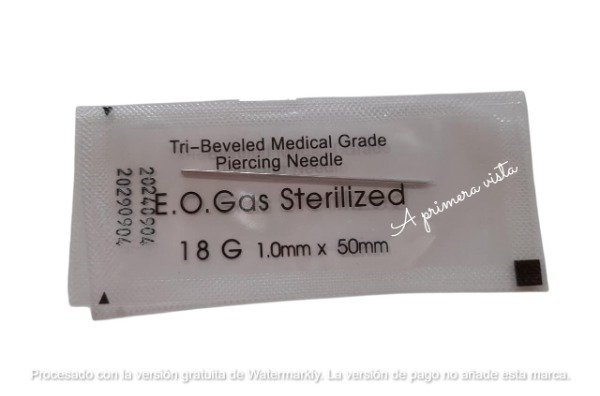 Tri-Beveled Medical Grade
Piercing Needle
E.O.Gas Sterilized
18 G 1.0mm x 50mm
20240904
20290904
A primera vista
Procesado con la versión gratuita de Watermarkly. La versión de pago no añade esta marca.